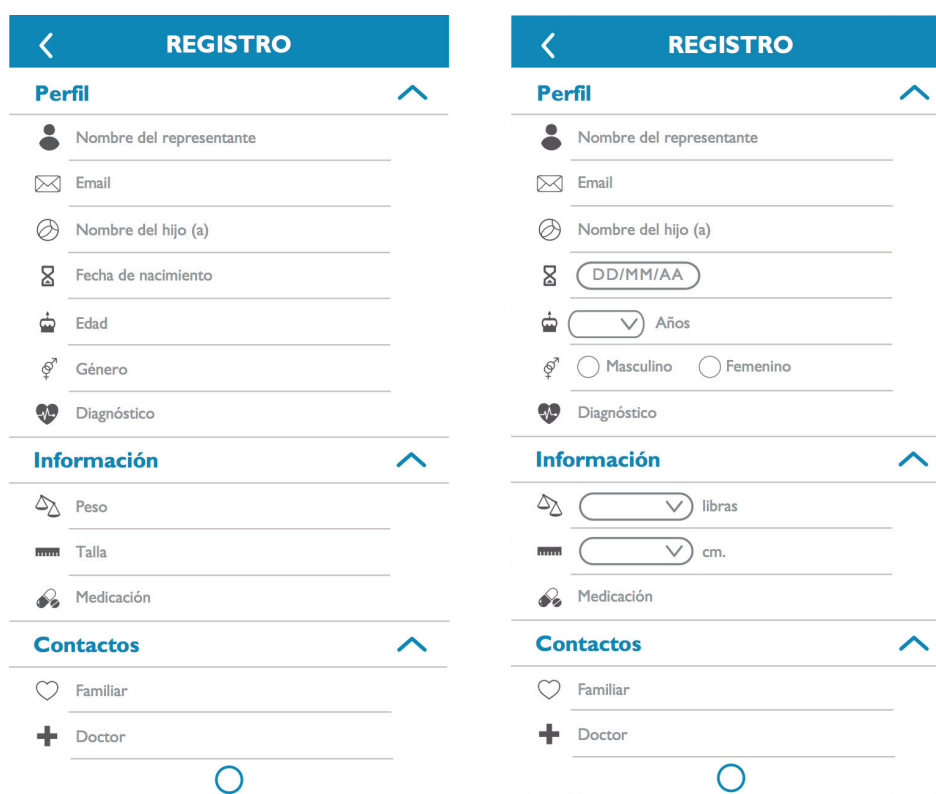 REGISTRO
Perfil
Nombre del representante
Email
Nombre del hijo (a)
Fecha de nacimiento
Edad
Género
Diagnóstico
Información
Peso
Talla
Medicación
Contactos
Familiar
Doctor
REGISTRO
Perfil
Nombre del representante
Email
Nombre del hijo (a)
DD/MM/AA
Años
Masculino Femenino
Diagnóstico
Información
libras
cm.
Medicación
Contactos
Familiar
Doctor